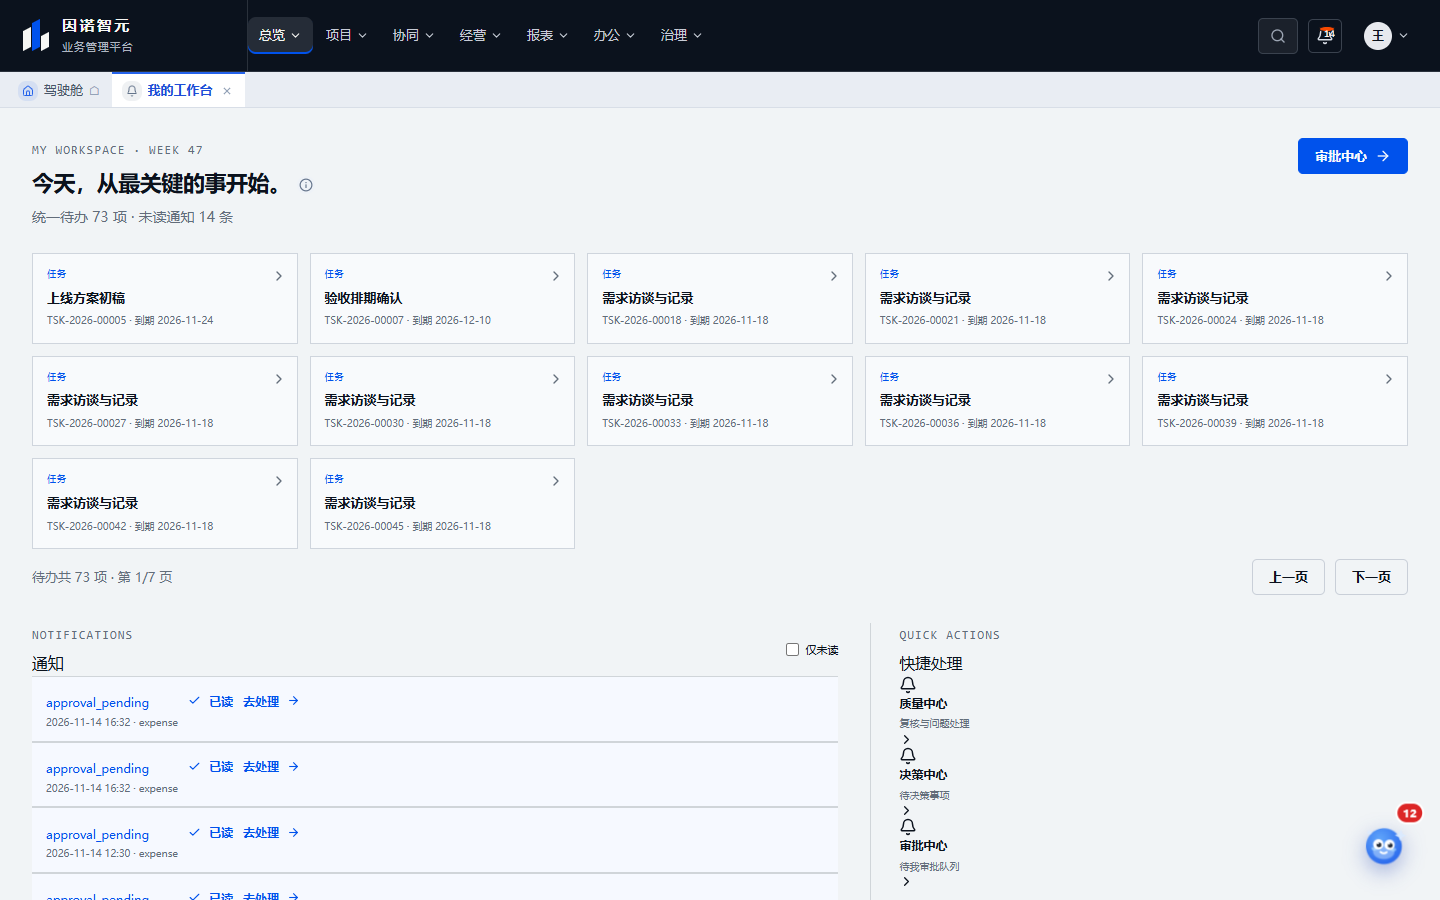 因诺智元
业务管理平台
总览
项目
协同
经营
报表
办公
治理
14
王
驾驶舱
我的工作台
MY WORKSPACE · WEEK 47
今天，从最关键的事开始。
统一待办 73 项 · 未读通知 14 条
审批中心
任务
上线方案初稿
TSK-2026-00005 · 到期 2026-11-24
任务
验收排期确认
TSK-2026-00007 · 到期 2026-12-10
任务
需求访谈与记录
TSK-2026-00018 · 到期 2026-11-18
任务
需求访谈与记录
TSK-2026-00021 · 到期 2026-11-18
任务
需求访谈与记录
TSK-2026-00024 · 到期 2026-11-18
任务
需求访谈与记录
TSK-2026-00027 · 到期 2026-11-18
任务
需求访谈与记录
TSK-2026-00030 · 到期 2026-11-18
任务
需求访谈与记录
TSK-2026-00033 · 到期 2026-11-18
任务
需求访谈与记录
TSK-2026-00036 · 到期 2026-11-18
任务
需求访谈与记录
TSK-2026-00039 · 到期 2026-11-18
任务
需求访谈与记录
TSK-2026-00042 · 到期 2026-11-18
任务
需求访谈与记录
TSK-2026-00045 · 到期 2026-11-18
待办共 73 项 · 第 1/7 页
上一页
下一页
NOTIFICATIONS
通知
仅未读
approval_pending
已读 去处理
2026-11-14 16:32 · expense
approval_pending
已读 去处理
2026-11-14 16:32 · expense
approval_pending
已读 去处理
2026-11-14 12:30 · expense
approval_pending
已读 去处理
QUICK ACTIONS
快捷处理
质量中心
复核与问题处理
决策中心
待决策事项
审批中心
待我审批队列
12